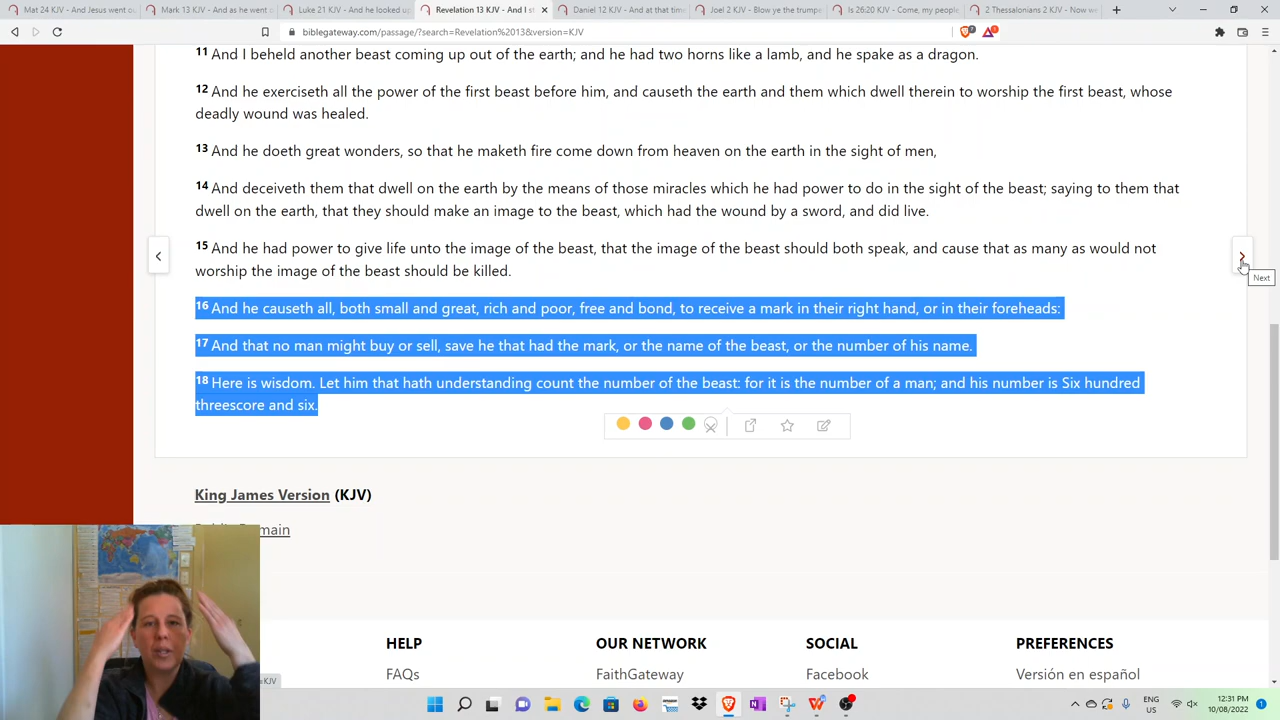 Mat 24 KJV - And Jesus went ou
Mark 13 KJV - And as he went o
Luke 21 KJV - And he looked up
Revelation 13 KJV - And I st
Daniel 12 KJV - And at that time
Joel 2 KJV - Blow ye the trumpe
Is 26:20 KJV - Come, my people
2 Thessalonians 2 KJV - Now w
biblegateway.com/passage/?search=Revelation%2013&version=KJV
11 And I beheld another beast coming up out of the earth; and he had two horns like a lamb, and he spake as a dragon.
12 And he exerciseth all the power of the first beast before him, and causeth the earth and them which dwell therein to worship the first beast, whose
deadly wound was healed.
13 And he doeth great wonders, so that he maketh fire come down from heaven on the earth in the sight of men,
14 And deceiveth them that dwell on the earth by the means of those miracles which he had power to do in the sight of the beast; saying to them that
dwell on the earth, that they should make an image to the beast, which had the wound by a sword, and did live.
15 And he had power to give life unto the image of the beast, that the image of the beast should both speak, and cause that as many as would not
worship the image of the beast should be killed.
Next
16 And he causeth all, both small and great, rich and poor, free and bond, to receive a mark in their right hand, or in their foreheads:
17 And that no man might buy or sell, save he that had the mark, or the name of the beast, or the number of his name.
18 Here is wisdom. Let him that hath understanding count the number of the beast: for it is the number of a man; and his number is Six hundred
threescore and six.
King James Version (KJV)
main
HELP
OUR NETWORK
SOCIAL
PREFERENCES
FAQs
FaithGateway
Facebook
Versión en español
=KJV
ENG
US
12:31 PM
10/08/2022